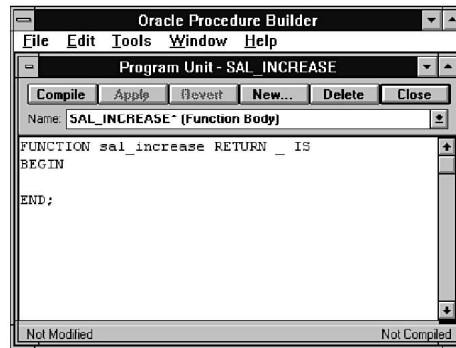 Oracle Procedure Builder
File Edit Tools Window Help
Program Unit - SAL_INCREASE
Compile Apply Revert New... Delete Close
Name: SAL_INCREASE* (Function Body)
FUNCTION sal_increase RETURN _ IS
BEGIN
END;
Not Modified Not Compiled